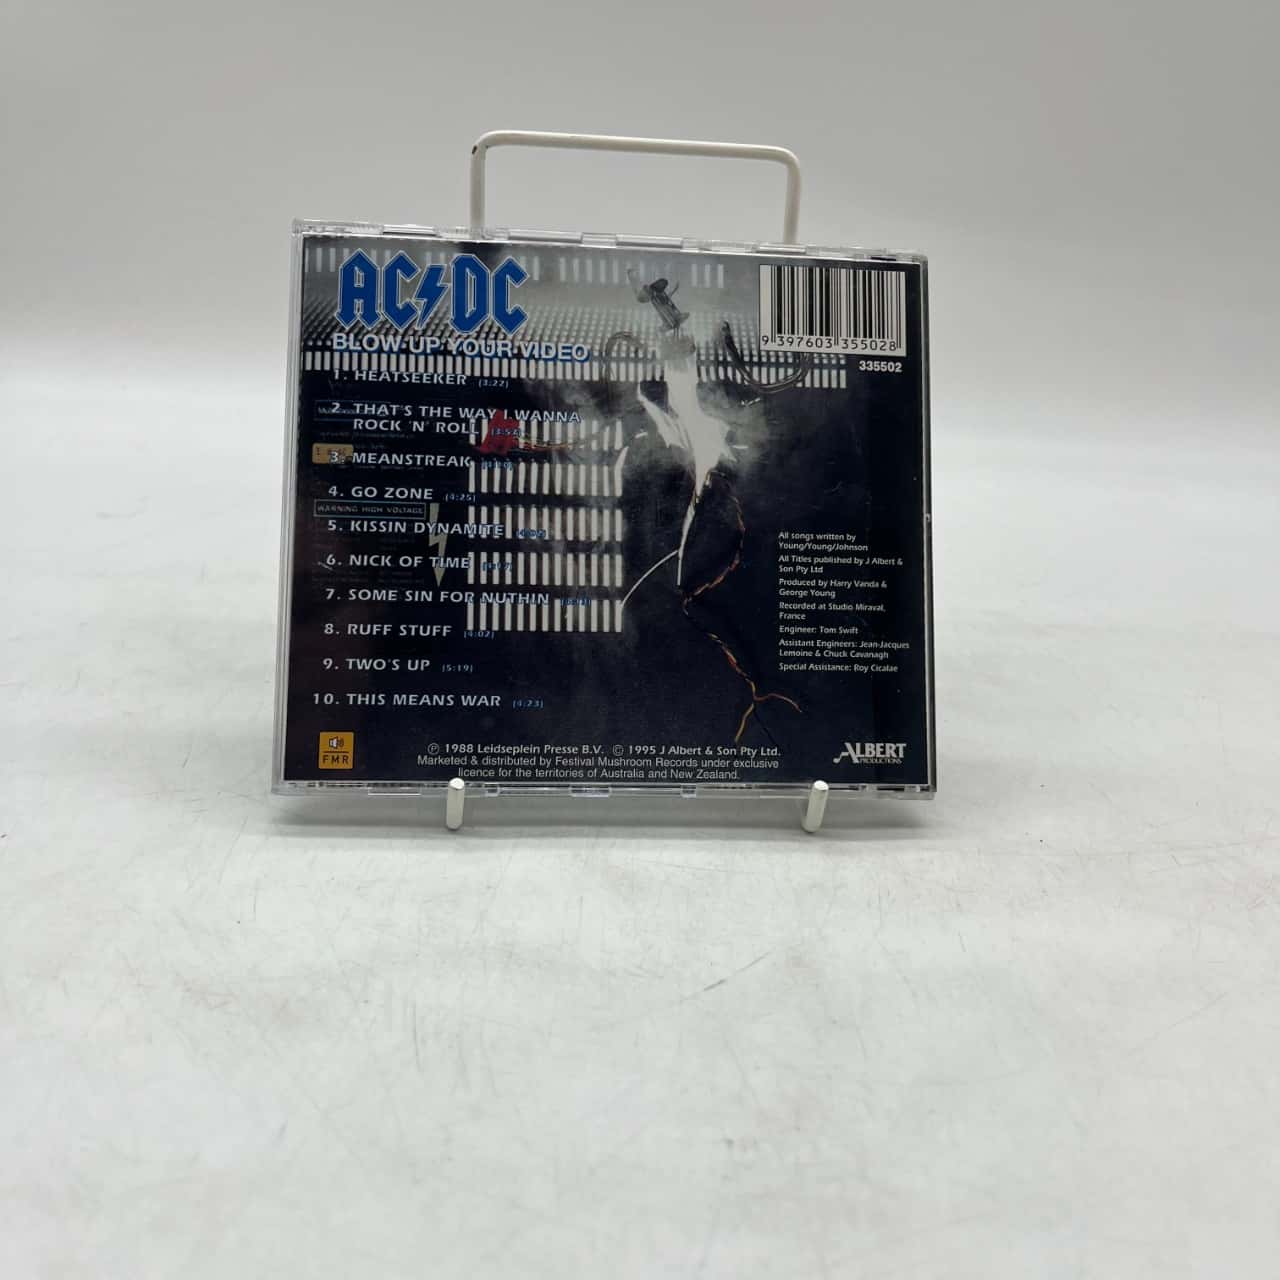 AC DC
BLOW UP YOUR VIDEO
9 397603 355028
335502
1. HEATSEEKER (3:22)
2. THAT'S THE WAY I WANNA
ROCK 'N' ROLL
3. MEANSTREAK
4. GO ZONE (4:25)
WARNING HIGH VOLTAGE
5. KISSIN DYNAMITE
6. NICK OF TIME
7. SOME SIN FOR NUTHIN
8. RUFF STUFF (4:02)
9. TWO'S UP (5:19)
10. THIS MEANS WAR (4:23)
All songs written by
Young/Young/Johnson
All Titles published by J Albert &
Son Pty Ltd
Produced by Harry Vanda &
George Young
Recorded at Studio Miraval,
France
Engineer: Tom Swift
Assistant Engineers: Jean-Jacques
Lemoine & Chuck Cavanagh
Special Assistance: Roy Cicalae
FMR
℗ 1988 Leidseplein Presse B.V. © 1995 J Albert & Son Pty Ltd.
Marketed & distributed by Festival Mushroom Records under exclusive
licence for the territories of Australia and New Zealand.
ALBERT
PRODUCTIONS